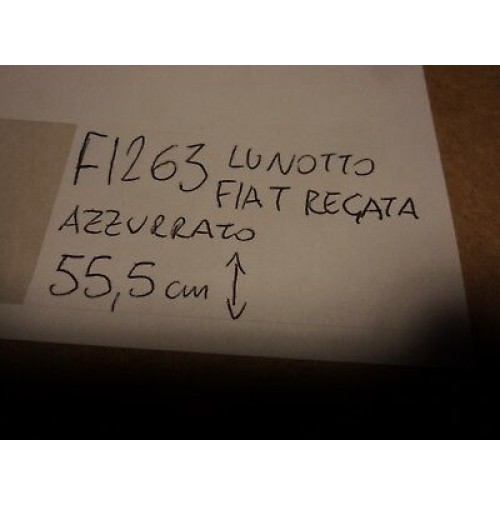 F1263 LUNOTTO
FIAT REGATA
AZZURRATO
55,5 cm ↕